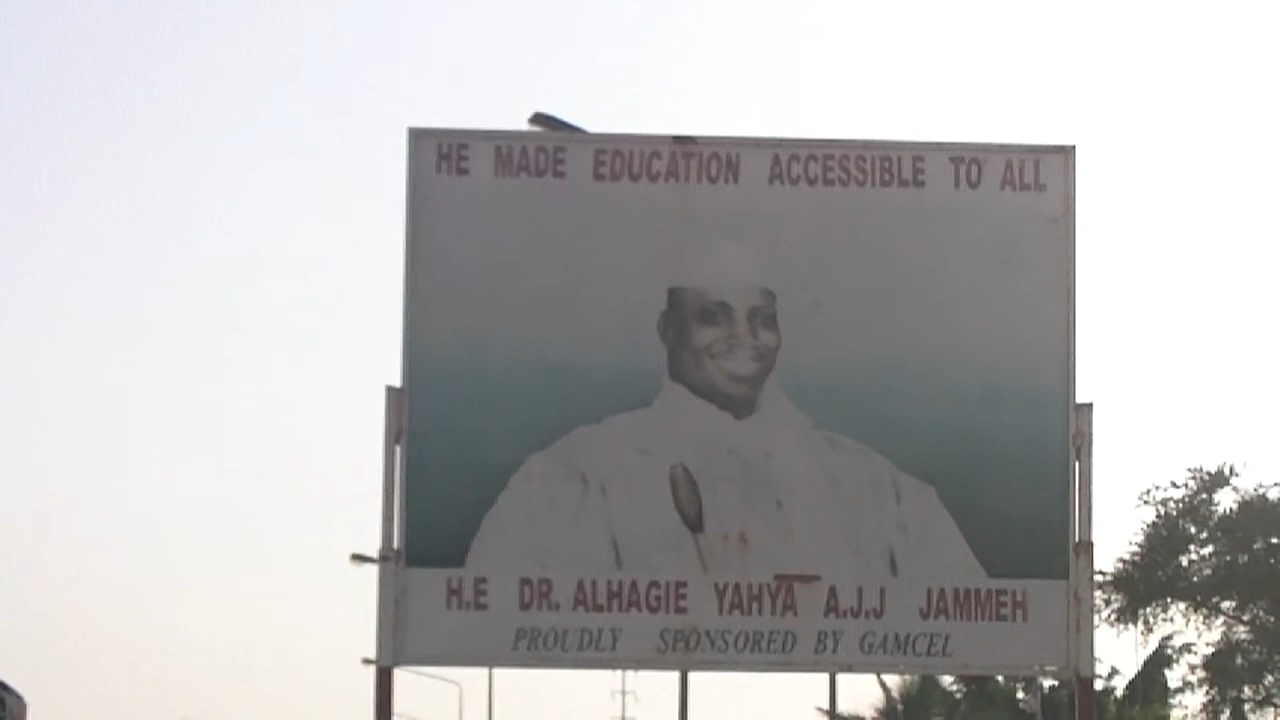 HE MADE EDUCATION ACCESSIBLE TO ALL
H.E DR. ALHAGIE YAHYA A.J.J JAMMEH
PROUDLY SPONSORED BY GAMCEL